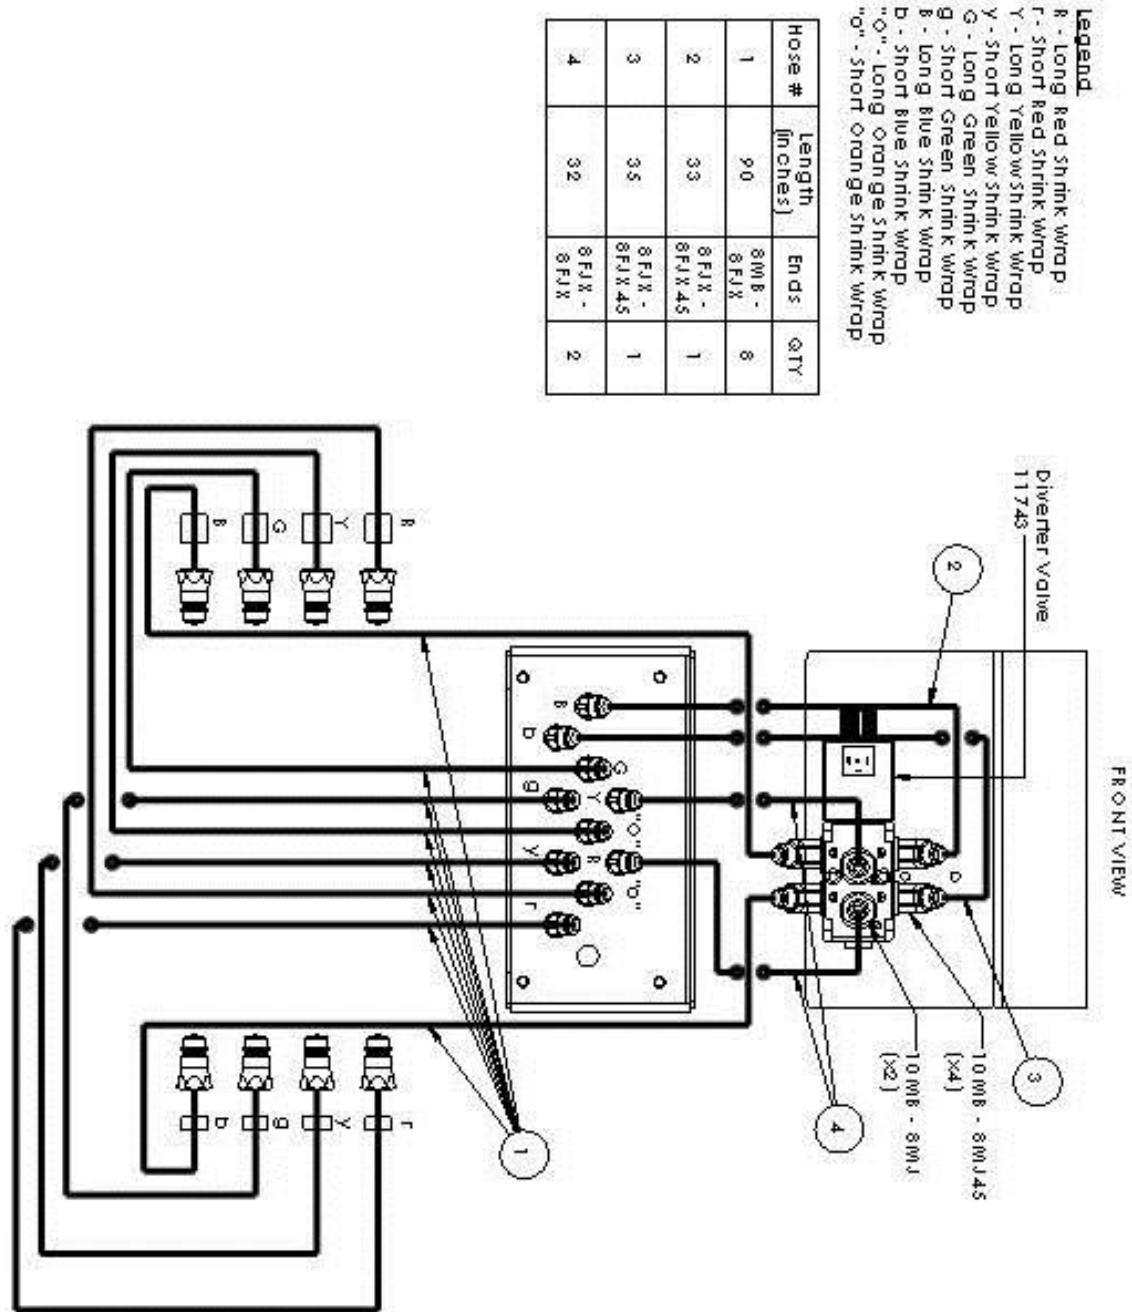 FRONT VIEW
Legend
R - Long Red Shrink Wrap
r - Short Red Shrink Wrap
Y - Long Yellow Shrink Wrap
y - Short Yellow Shrink Wrap
G - Long Green Shrink Wrap
g - Short Green Shrink Wrap
B - Long Blue Shrink Wrap
b - Short Blue Shrink Wrap
"O" - Long Orange Shrink Wrap
"o" - Short Orange Shrink Wrap
Hose # Length (inches) Ends QTY
1 90 8MB - 8FJX 8
2 33 8FJX - 8FJX45 1
3 35 8FJX - 8FJX45 1
4 32 8FJX - 8FJX 2
Diverter Valve
11743
2
3
10MB - 8MJ45
(x4)
10MB - 8MJ
(x2)
4
B
b
G
g
Y
"O"
y
R
"o"
r
R
Y
G
B
r
y
g
b
1